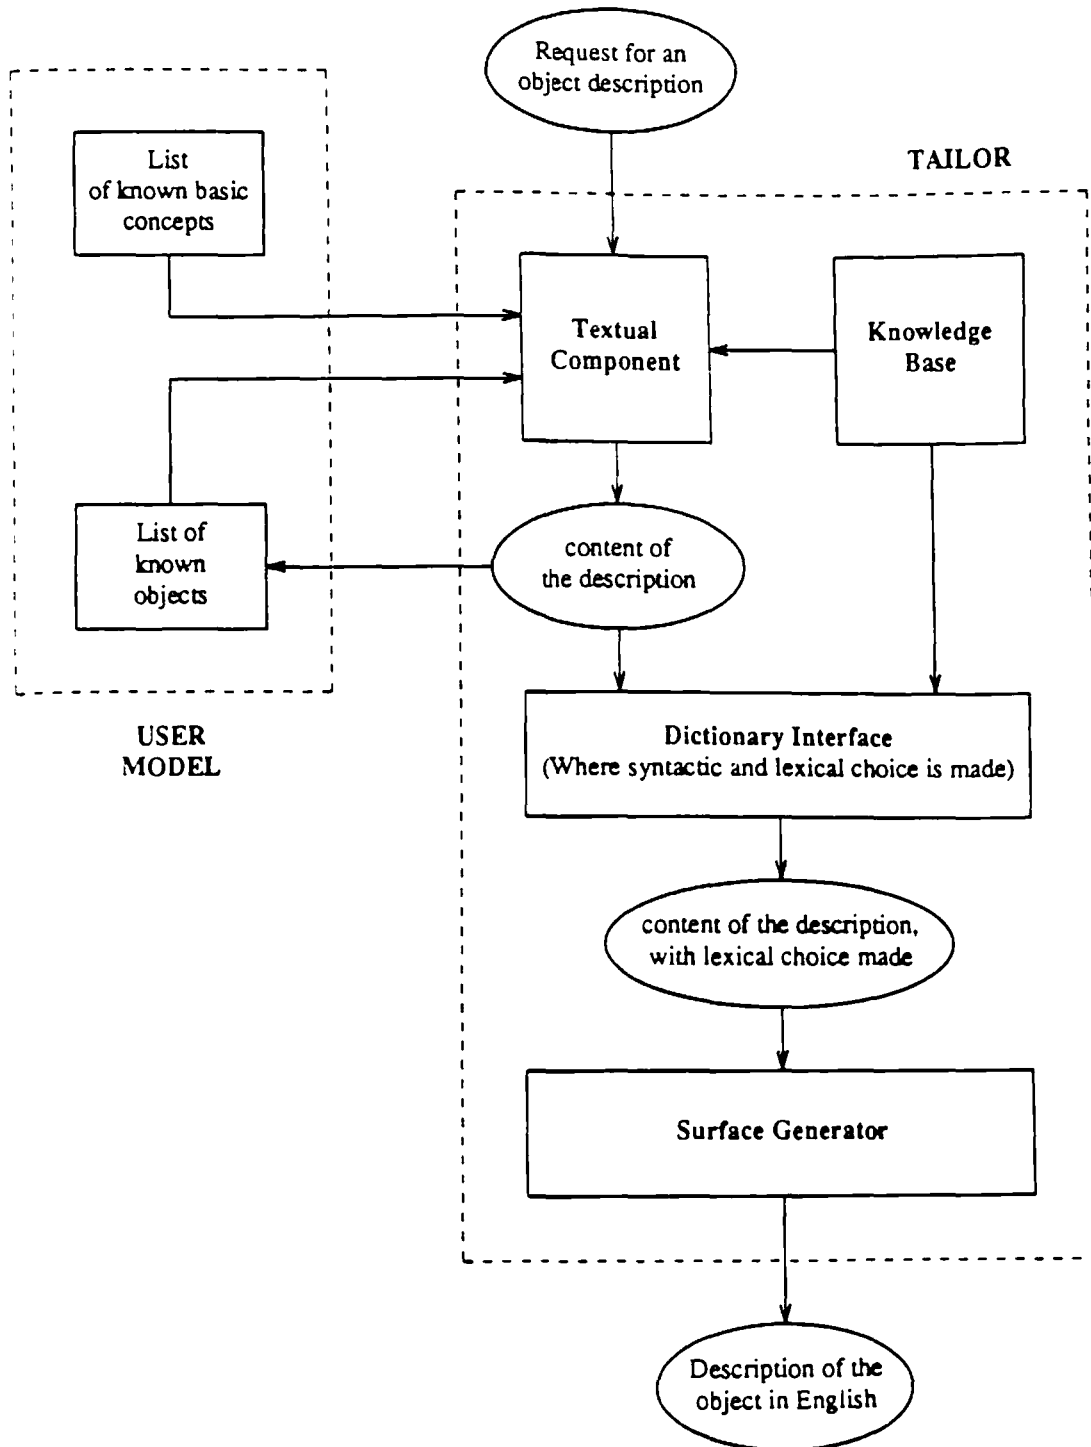 Request for an
object description
TAILOR
List
of known basic
concepts
Textual
Component
Knowledge
Base
List of
known
objects
content of
the description
USER
MODEL
Dictionary Interface
(Where syntactic and lexical choice is made)
content of the description,
with lexical choice made
Surface Generator
Description of the
object in English